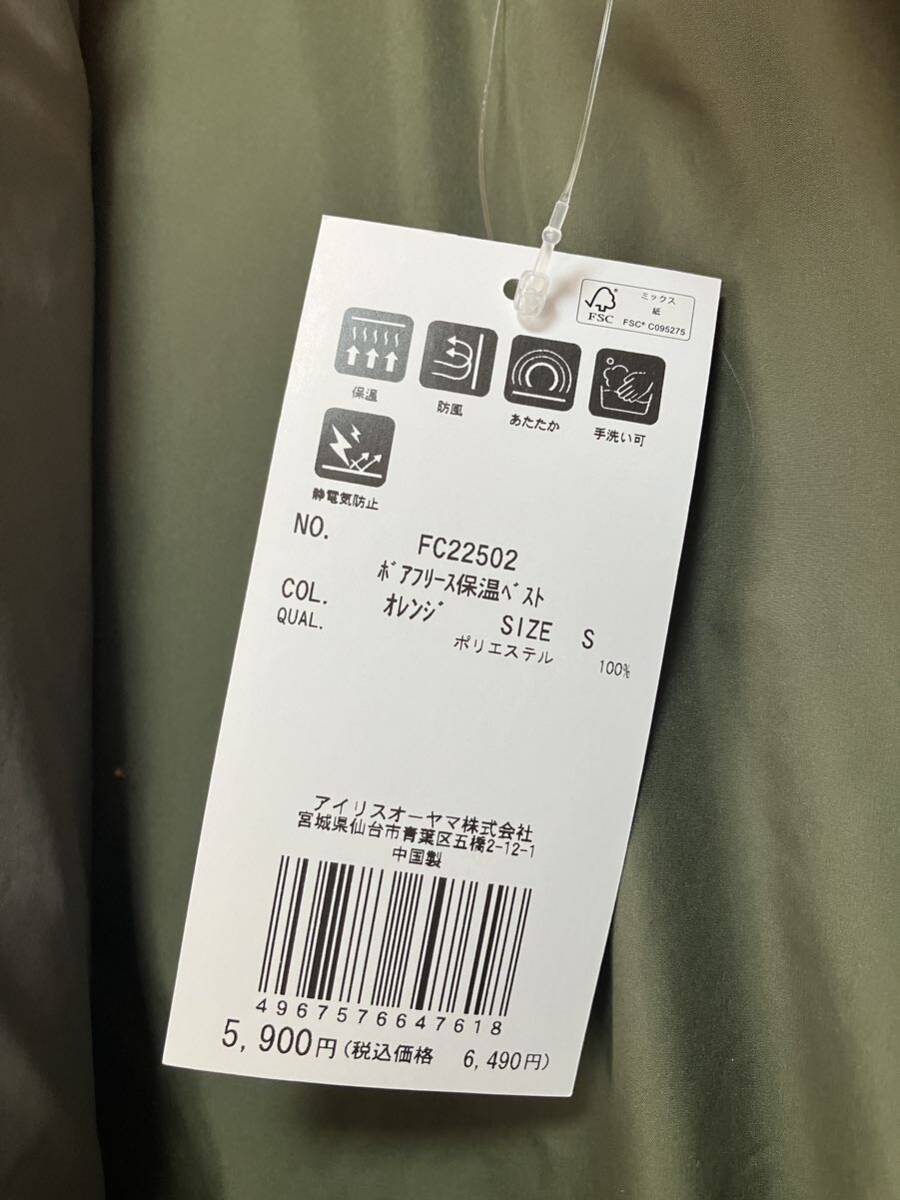 FSC®
ミックス
紙
FSC® C095275
保温
防風
あたたか
手洗い可
静電気防止
NO. FC22502
ﾎﾞｱﾌﾘｰｽ保温ﾍﾞｽﾄ
COL. ｵﾚﾝｼﾞ SIZE S
QUAL. ポリエステル 100%
アイリスオーヤマ株式会社
宮城県仙台市青葉区五橋2-12-1
中国製
4967576647618
5,900円(税込価格 6,490円)